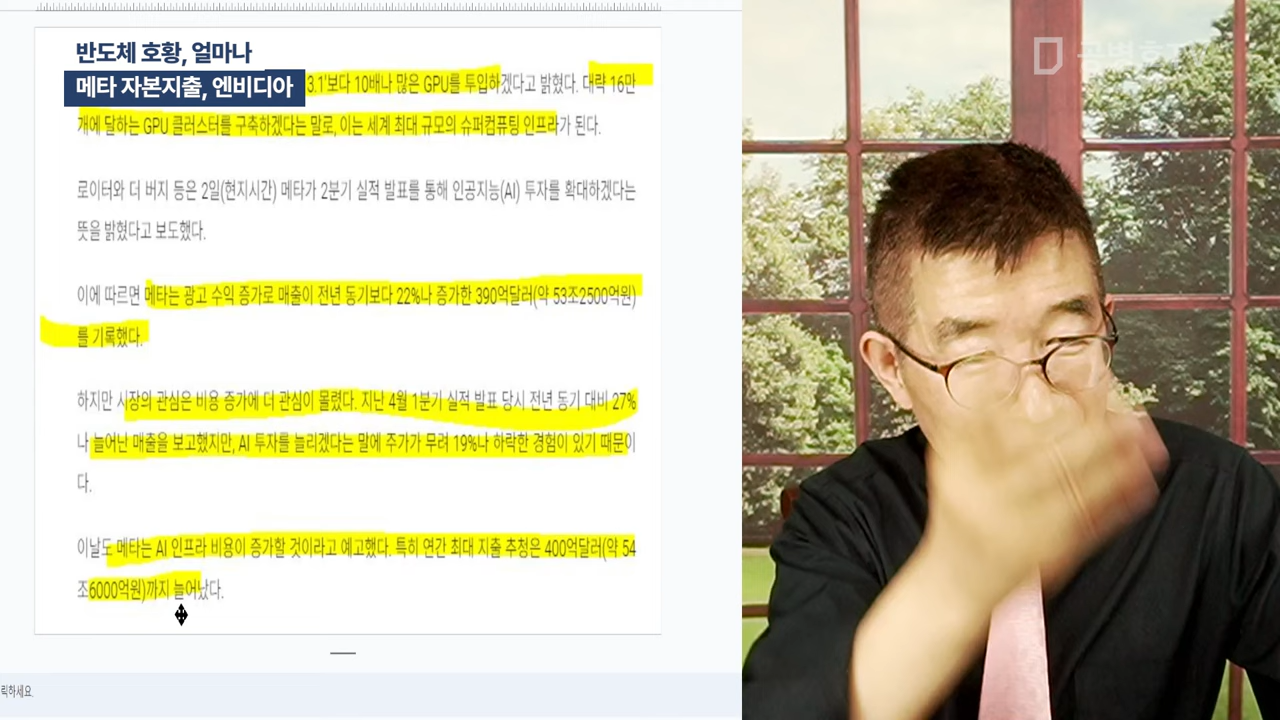 반도체 호황, 얼마나
메타 자본지출, 엔비디아
3.1'보다 10배나 많은 GPU를 투입하겠다고 밝혔다. 대략 16만
개에 달하는 GPU 클러스터를 구축하겠다는 말로, 이는 세계 최대 규모의 슈퍼컴퓨팅 인프라가 된다.
로이터와 더 버지 등은 2일(현지시간) 메타가 2분기 실적 발표를 통해 인공지능(AI) 투자를 확대하겠다는
뜻을 밝혔다고 보도했다.
이에 따르면 메타는 광고 수익 증가로 매출이 전년 동기보다 22%나 증가한 390억달러(약 53조2500억원)
를 기록했다.
하지만 시장의 관심은 비용 증가에 더 관심이 몰렸다. 지난 4월 1분기 실적 발표 당시 전년 동기 대비 27%
나 늘어난 매출을 보고했지만, AI 투자를 늘리겠다는 말에 주가가 무려 19%나 하락한 경험이 있기 때문이
다.
이날도 메타는 AI 인프라 비용이 증가할 것이라고 예고했다. 특히 연간 최대 지출 추청은 400억달러(약 54
조6000억원)까지 늘어났다.
릭하세요.